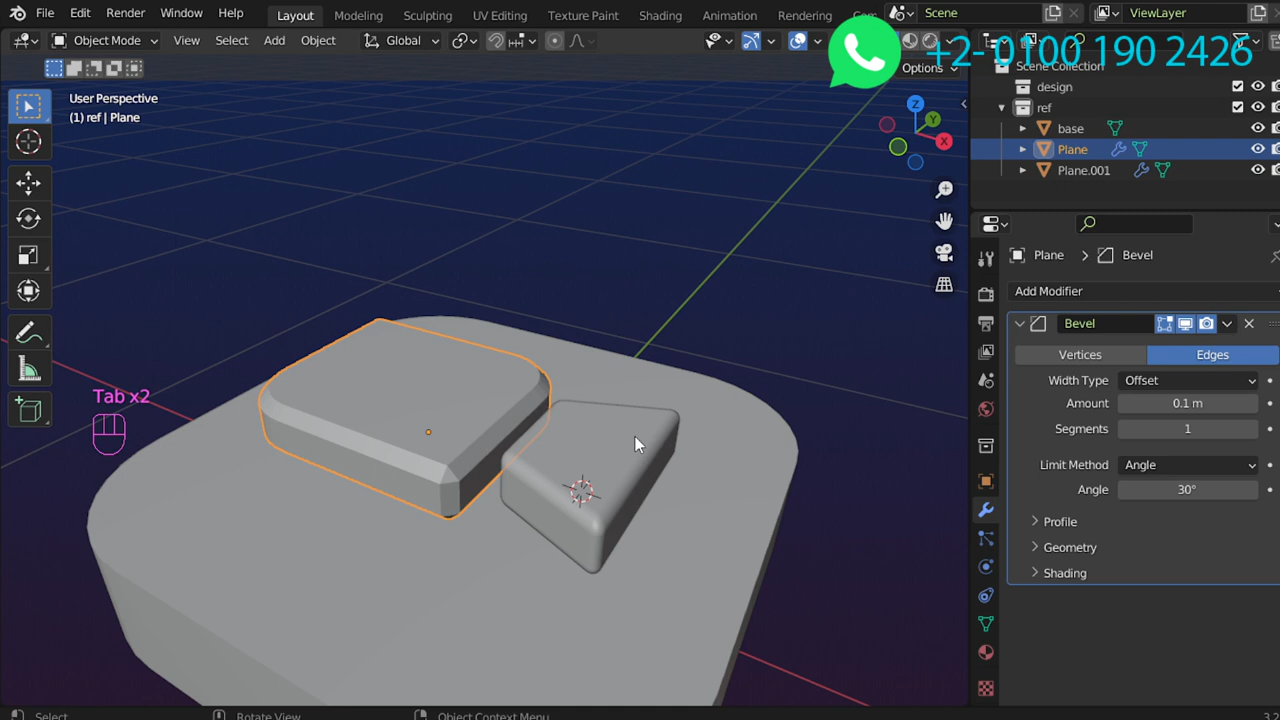 File Edit Render Window Help
Layout Modeling Sculpting UV Editing Texture Paint Shading Animation Rendering
Scene
ViewLayer
Object Mode View Select Add Object Global
Options
+2- 0100 190 2426
User Perspective
(1) ref | Plane
Z
Y
X
Tab x2
Scene Collection
design
ref
base
Plane
Plane.001
Plane > Bevel
Add Modifier
Bevel
Vertices Edges
Width Type Offset
Amount 0.1 m
Segments 1
Limit Method Angle
Angle 30°
Profile
Geometry
Shading
Select Rotate View Object Context Menu